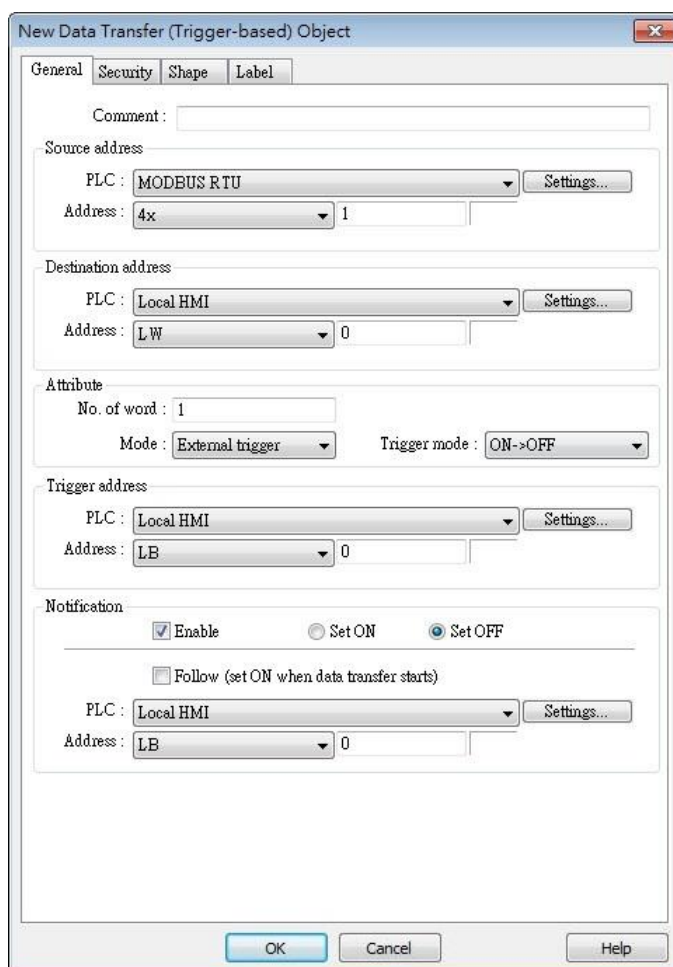 New Data Transfer (Trigger-based) Object
General Security Shape Label
Comment :
Source address
PLC : MODBUS RTU Settings...
Address : 4x 1
Destination address
PLC : Local HMI Settings...
Address : LW 0
Attribute
No. of word : 1
Mode : External trigger Trigger mode : ON->OFF
Trigger address
PLC : Local HMI Settings...
Address : LB 0
Notification
Enable Set ON Set OFF
Follow (set ON when data transfer starts)
PLC : Local HMI Settings...
Address : LB 0
OK Cancel Help